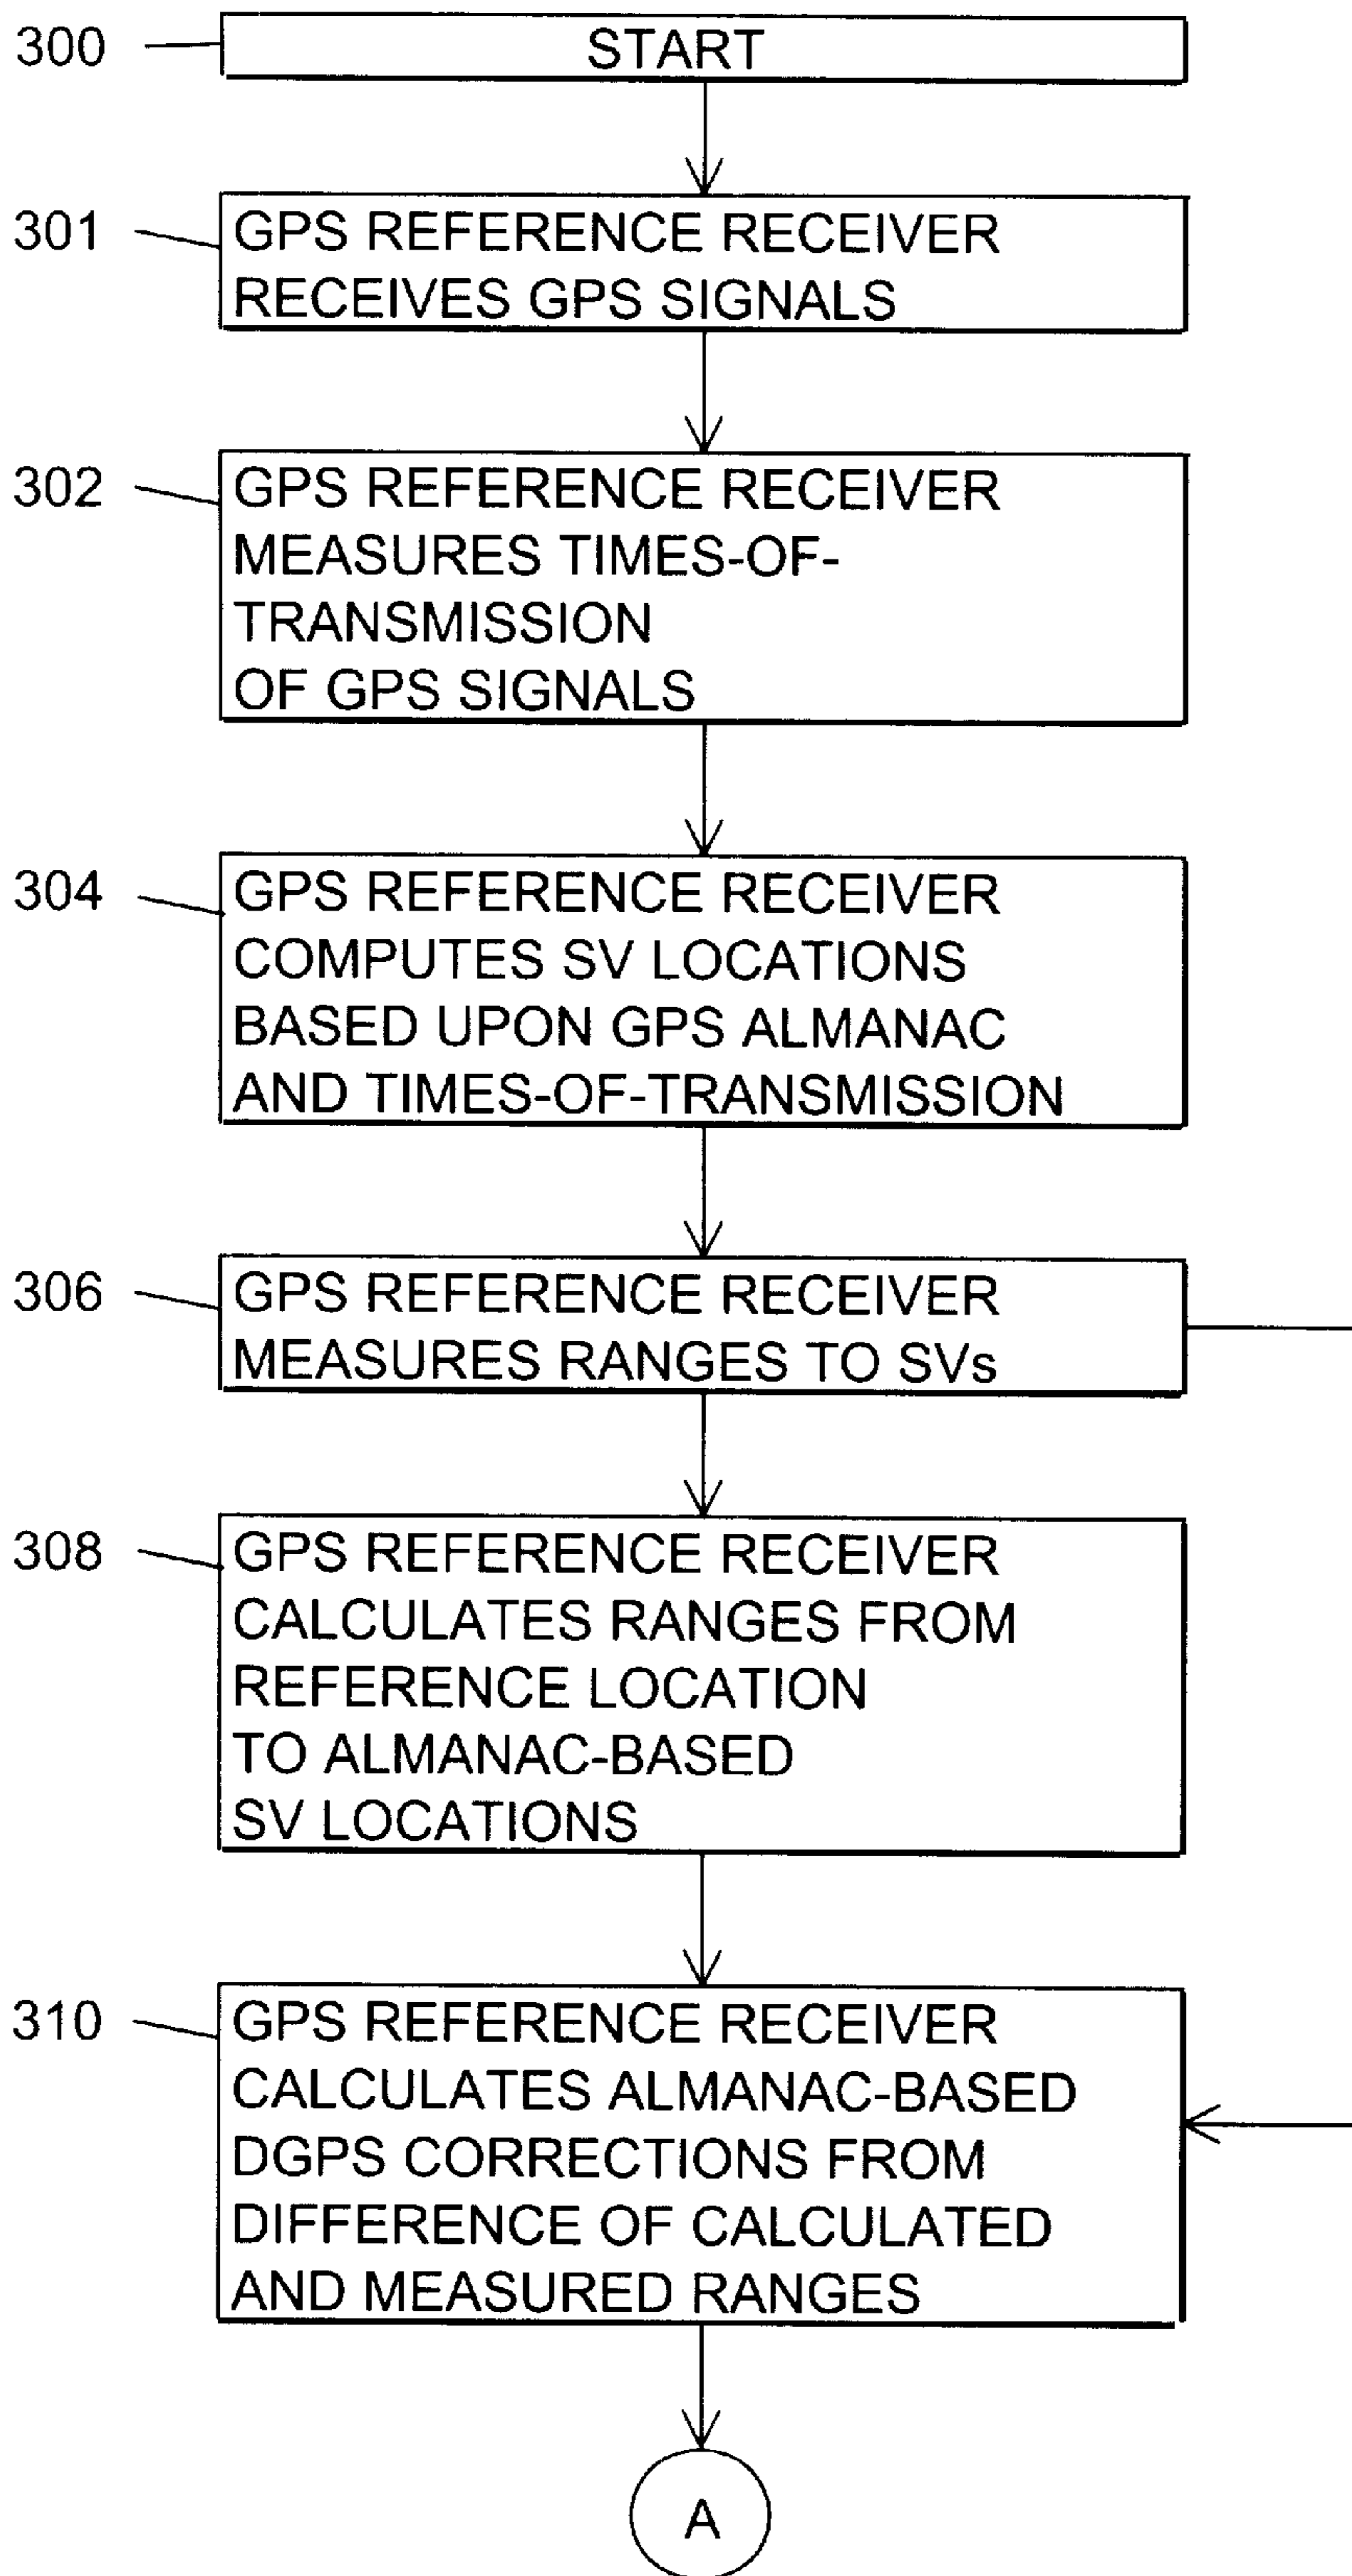 300
START
301
GPS REFERENCE RECEIVER
RECEIVES GPS SIGNALS
302
GPS REFERENCE RECEIVER
MEASURES TIMES-OF-
TRANSMISSION
OF GPS SIGNALS
304
GPS REFERENCE RECEIVER
COMPUTES SV LOCATIONS
BASED UPON GPS ALMANAC
AND TIMES-OF-TRANSMISSION
306
GPS REFERENCE RECEIVER
MEASURES RANGES TO SVs
308
GPS REFERENCE RECEIVER
CALCULATES RANGES FROM
REFERENCE LOCATION
TO ALMANAC-BASED
SV LOCATIONS
310
GPS REFERENCE RECEIVER
CALCULATES ALMANAC-BASED
DGPS CORRECTIONS FROM
DIFFERENCE OF CALCULATED
AND MEASURED RANGES
A